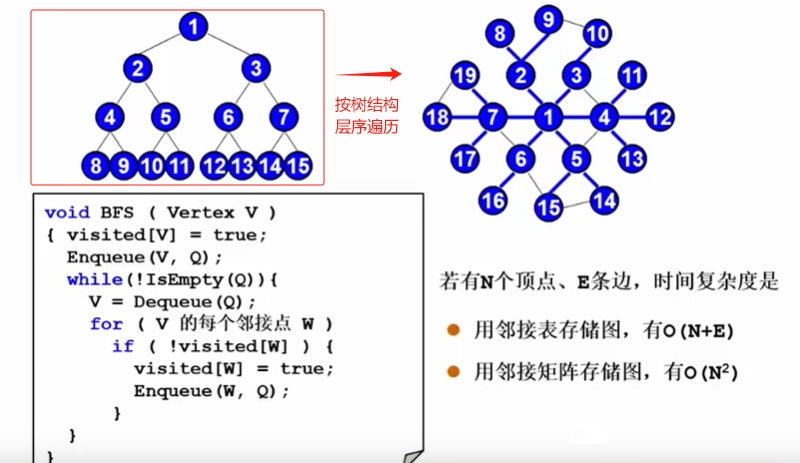 1
2 3
4 5 6 7
8 9 10 11 12 13 14 15
按树结构
层序遍历
9
8 10
19 2 3 11
18 7 1 4 12
17 6 5 13
16 15 14
void BFS ( Vertex V )
{ visited[V] = true;
Enqueue(V, Q);
while(!IsEmpty(Q)){
V = Dequeue(Q);
for ( V 的每个邻接点 W )
if ( !visited[W] ) {
visited[W] = true;
Enqueue(W, Q);
}
}
}
若有N个顶点、E条边，时间复杂度是
用邻接表存储图，有O(N+E)
用邻接矩阵存储图，有O(N²)